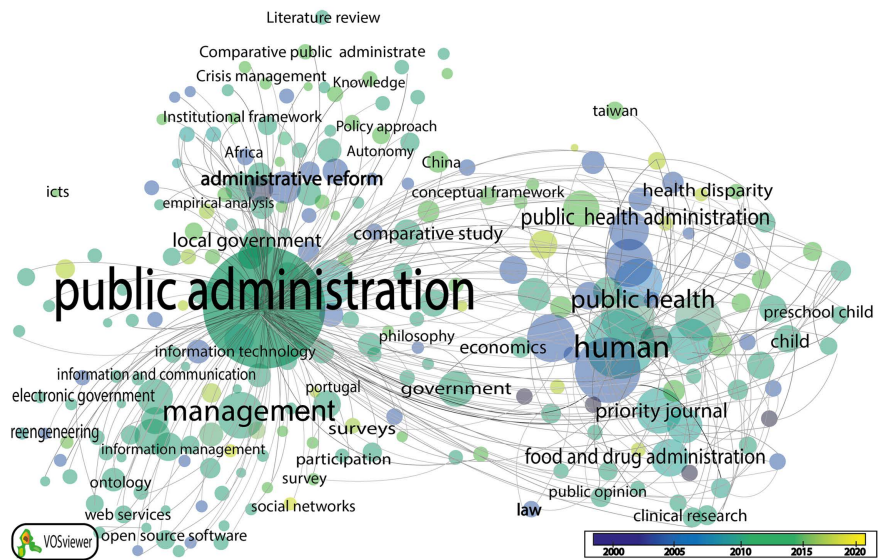 Literature review
Comparative public administrate
Crisis management
Knowledge
Institutional framework
Policy approach
taiwan
Africa
Autonomy
China
administrative reform
icts
conceptual framework
health disparity
empirical analysis
public health administration
local government
comparative study
public administration
public health
preschool child
philosophy
economics
human
child
information technology
information and communication
portugal
government
electronic government
management
priority journal
reengeneering
surveys
information management
participation
food and drug administration
ontology
survey
public opinion
social networks
law
web services
clinical research
open source software
VOSviewer
2000 2005 2010 2015 2020